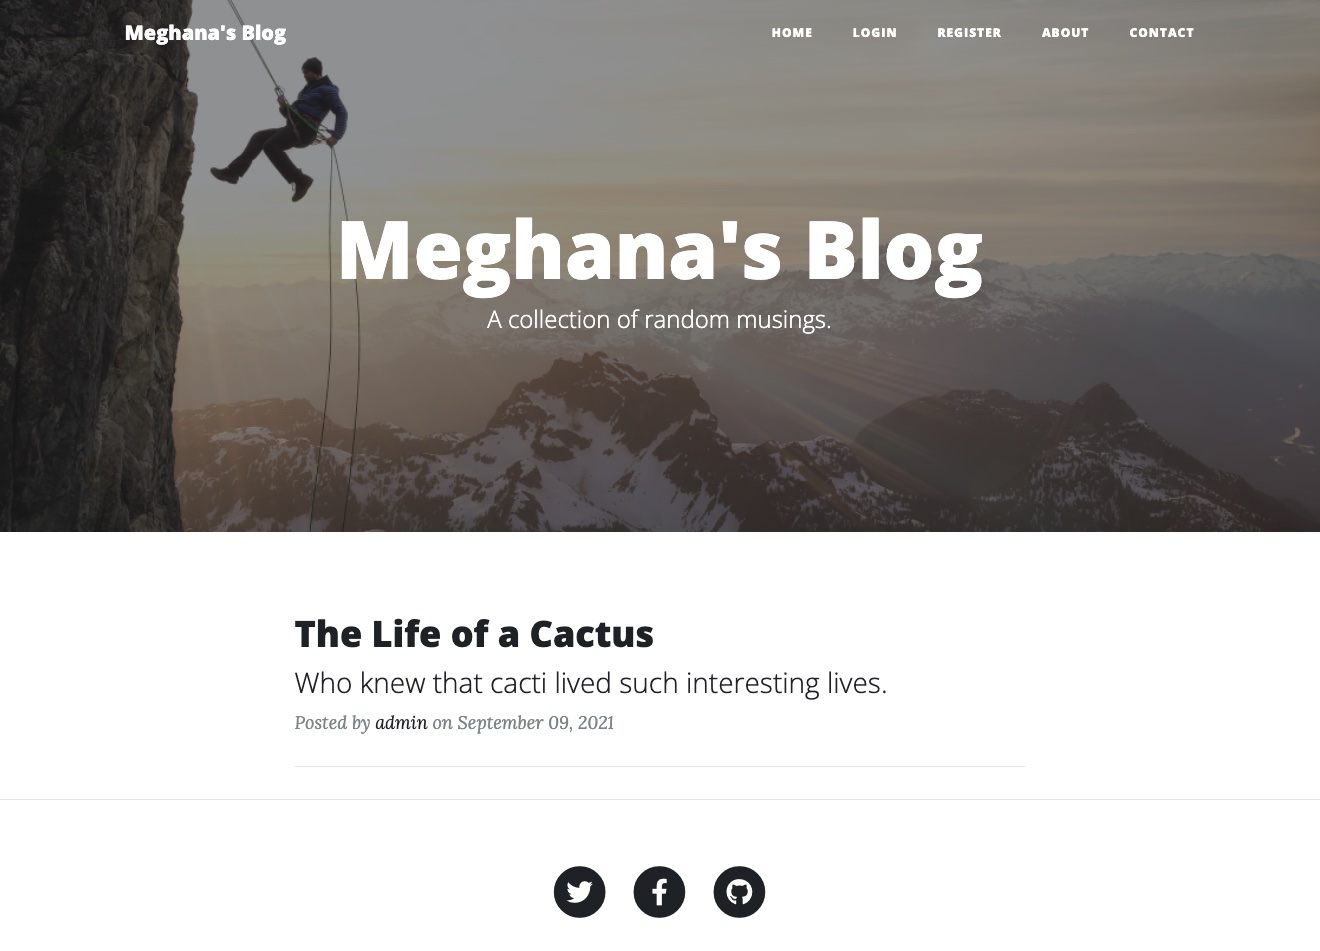 Meghana's Blog
HOME LOGIN REGISTER ABOUT CONTACT
Meghana's Blog
A collection of random musings.
The Life of a Cactus
Who knew that cacti lived such interesting lives.
Posted by admin on September 09, 2021